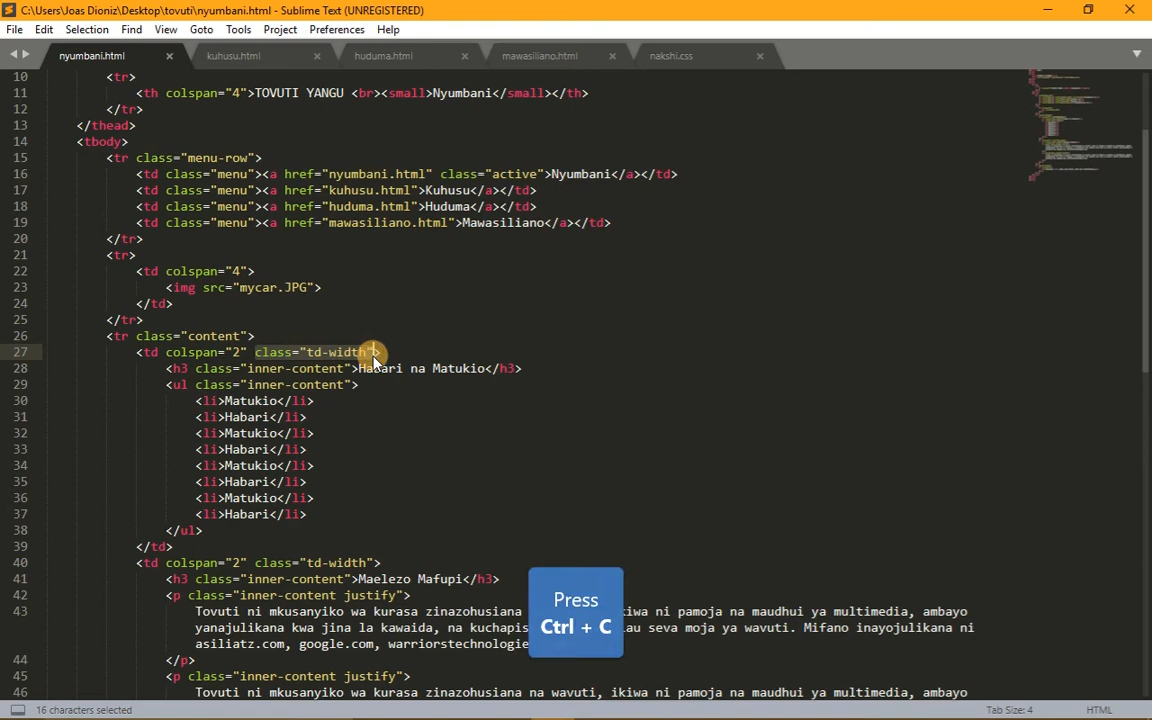 C:\Users\Joas Dioniz\Desktop\tovuti\nyumbani.html - Sublime Text (UNREGISTERED)
File Edit Selection Find View Goto Tools Project Preferences Help
nyumbani.html kuhusu.html huduma.html mawasiliano.html nakshi.css
10 <tr>
11 <th colspan="4">TOVUTI YANGU <br><small>Nyumbani</small></th>
12 </tr>
13 </thead>
14 <tbody>
15 <tr class="menu-row">
16 <td class="menu"><a href="nyumbani.html" class="active">Nyumbani</a></td>
17 <td class="menu"><a href="kuhusu.html">Kuhusu</a></td>
18 <td class="menu"><a href="huduma.html">Huduma</a></td>
19 <td class="menu"><a href="mawasiliano.html">Mawasiliano</a></td>
20 </tr>
21 <tr>
22 <td colspan="4">
23 <img src="mycar.JPG">
24 </td>
25 </tr>
26 <tr class="content">
27 <td colspan="2" class="td-width">
28 <h3 class="inner-content">Habari na Matukio</h3>
29 <ul class="inner-content">
30 <li>Matukio</li>
31 <li>Habari</li>
32 <li>Matukio</li>
33 <li>Habari</li>
34 <li>Matukio</li>
35 <li>Habari</li>
36 <li>Matukio</li>
37 <li>Habari</li>
38 </ul>
39 </td>
40 <td colspan="2" class="td-width">
41 <h3 class="inner-content">Maelezo Mafupi</h3>
42 <p class="inner-content justify">
43 Tovuti ni mkusanyiko wa kurasa zinazohusiana kiwa ni pamoja na maudhui ya multimedia, ambayo
yanajulikana kwa jina la kawaida, na kuchapis au seva moja ya wavuti. Mifano inayojulikana ni
asiliatz.com, google.com, warriorstechnologie
44 </p>
45 <p class="inner-content justify">
46 Tovuti ni mkusanyiko wa kurasa zinazohusiana na wavuti, ikiwa ni pamoja na maudhui ya multimedia, ambayo
Press
Ctrl + C
16 characters selected Tab Size: 4 HTML